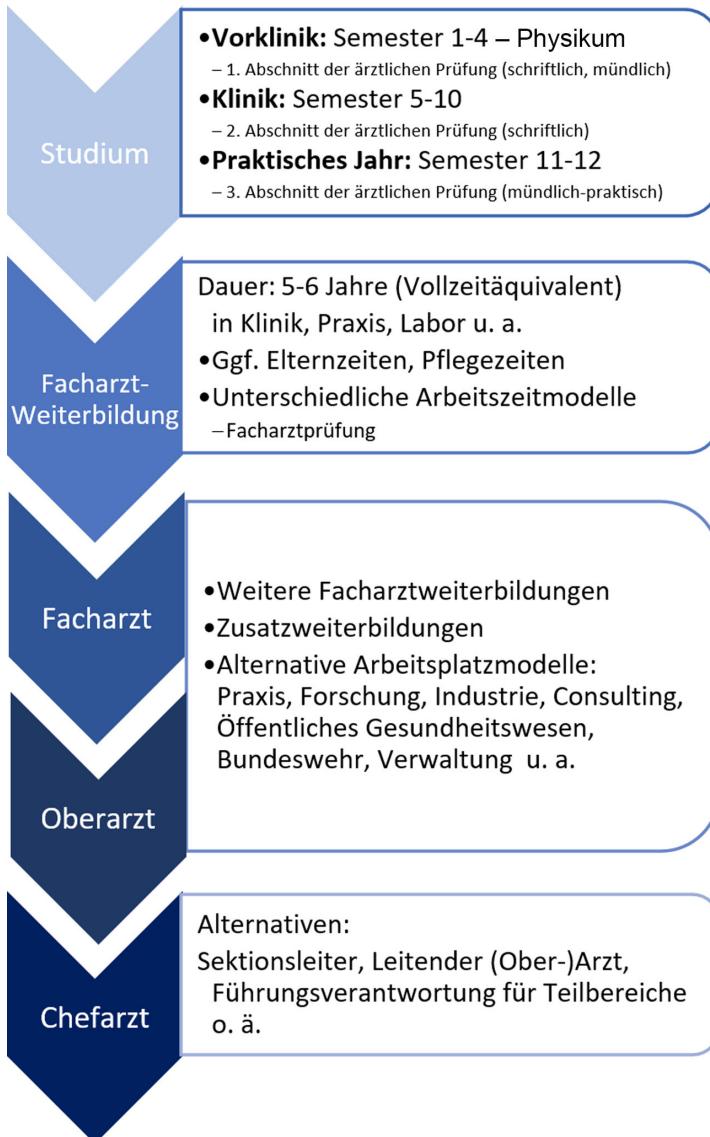 Studium
•Vorklinik: Semester 1-4 – Physikum
– 1. Abschnitt der ärztlichen Prüfung (schriftlich, mündlich)
•Klinik: Semester 5-10
– 2. Abschnitt der ärztlichen Prüfung (schriftlich)
•Praktisches Jahr: Semester 11-12
– 3. Abschnitt der ärztlichen Prüfung (mündlich-praktisch)
Facharzt-
Weiterbildung
Dauer: 5-6 Jahre (Vollzeitäquivalent)
in Klinik, Praxis, Labor u. a.
•Ggf. Elternzeiten, Pflegezeiten
•Unterschiedliche Arbeitszeitmodelle
–Facharztprüfung
Facharzt
Oberarzt
•Weitere Facharztweiterbildungen
•Zusatzweiterbildungen
•Alternative Arbeitsplatzmodelle:
Praxis, Forschung, Industrie, Consulting,
Öffentliches Gesundheitswesen,
Bundeswehr, Verwaltung u. a.
Chefarzt
Alternativen:
Sektionsleiter, Leitender (Ober-)Arzt,
Führungsverantwortung für Teilbereiche
o. ä.